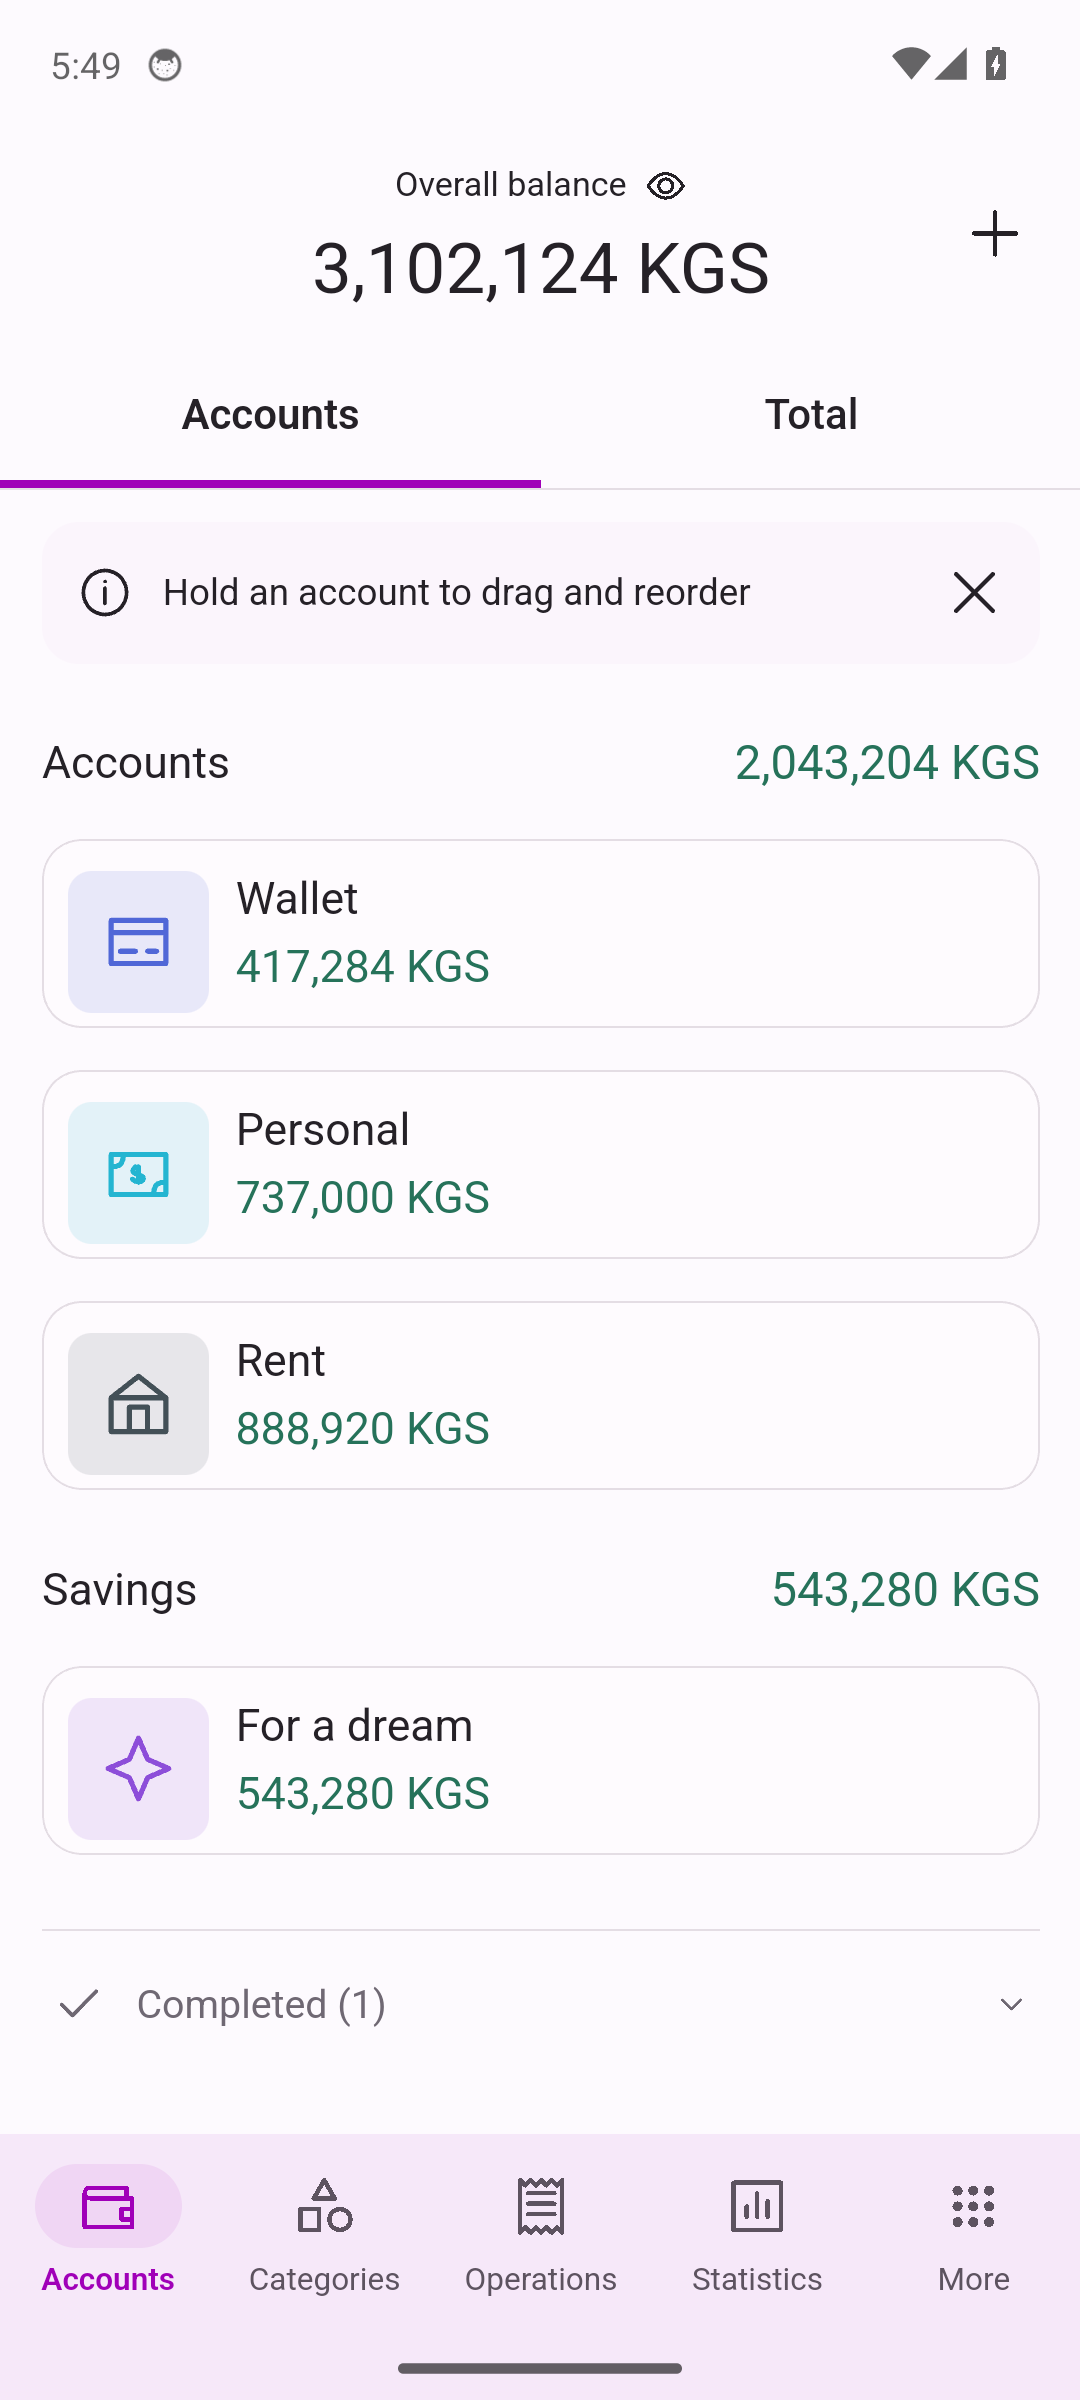 5:49
Overall balance
3,102,124 KGS
Accounts
Total
Hold an account to drag and reorder
Accounts
2,043,204 KGS
Wallet
417,284 KGS
Personal
737,000 KGS
Rent
888,920 KGS
Savings
543,280 KGS
For a dream
543,280 KGS
Completed (1)
Accounts
Categories
Operations
Statistics
More